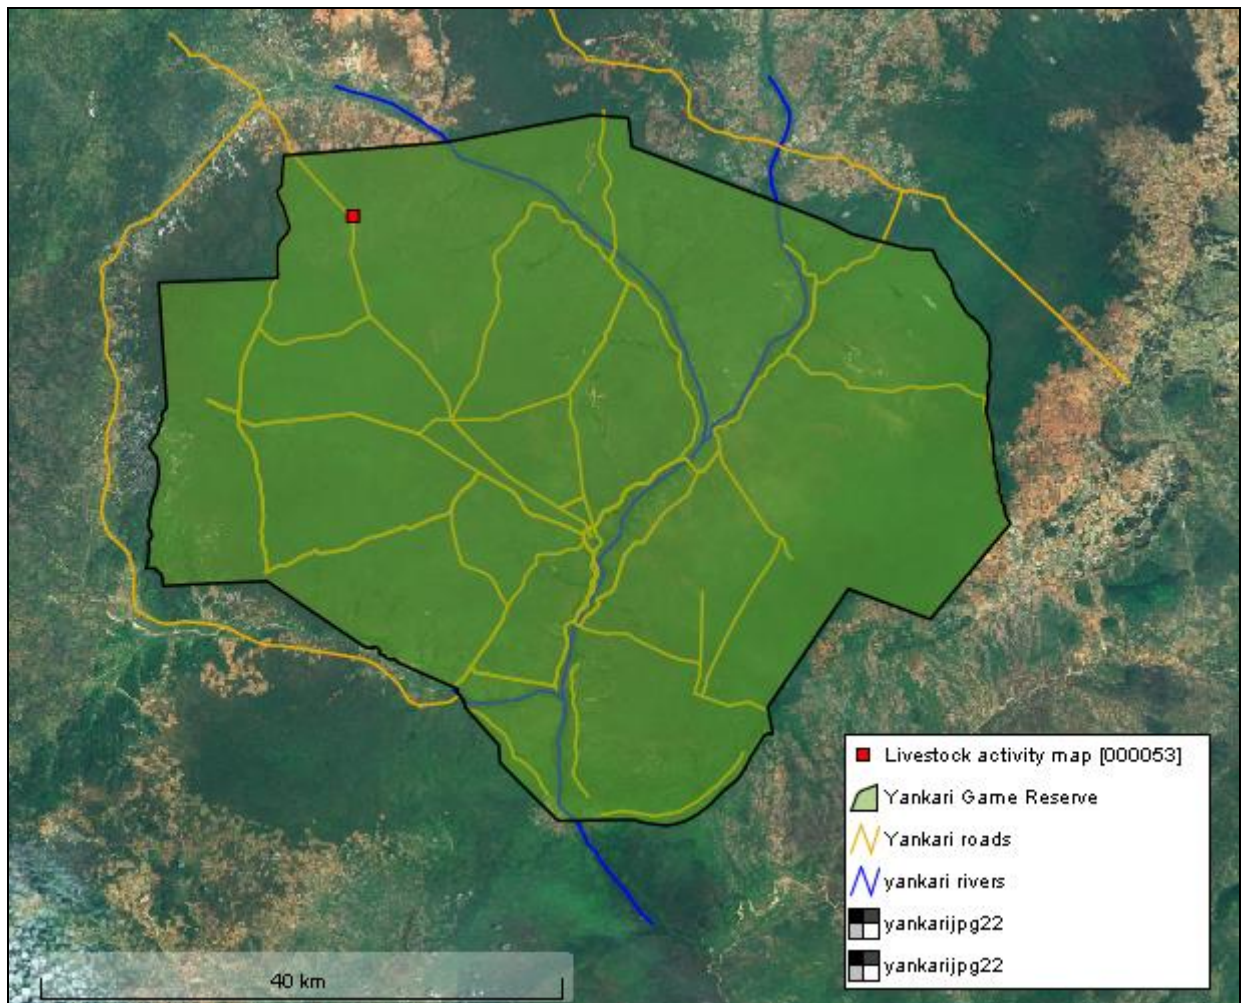 Livestock activity map [000053]
Yankari Game Reserve
Yankari roads
yankari rivers
yankarijpg22
yankarijpg22
40 km